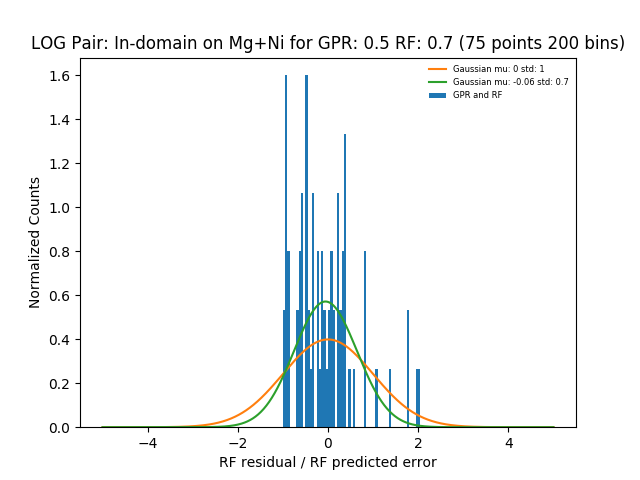 LOG Pair: In-domain on Mg+Ni for GPR: 0.5 RF: 0.7 (75 points 200 bins)
Gaussian mu: 0 std: 1
Gaussian mu: -0.06 std: 0.7
GPR and RF
Normalized Counts
1.6
1.4
1.2
1.0
0.8
0.6
0.4
0.2
0.0
−4 −2 0 2 4
RF residual / RF predicted error